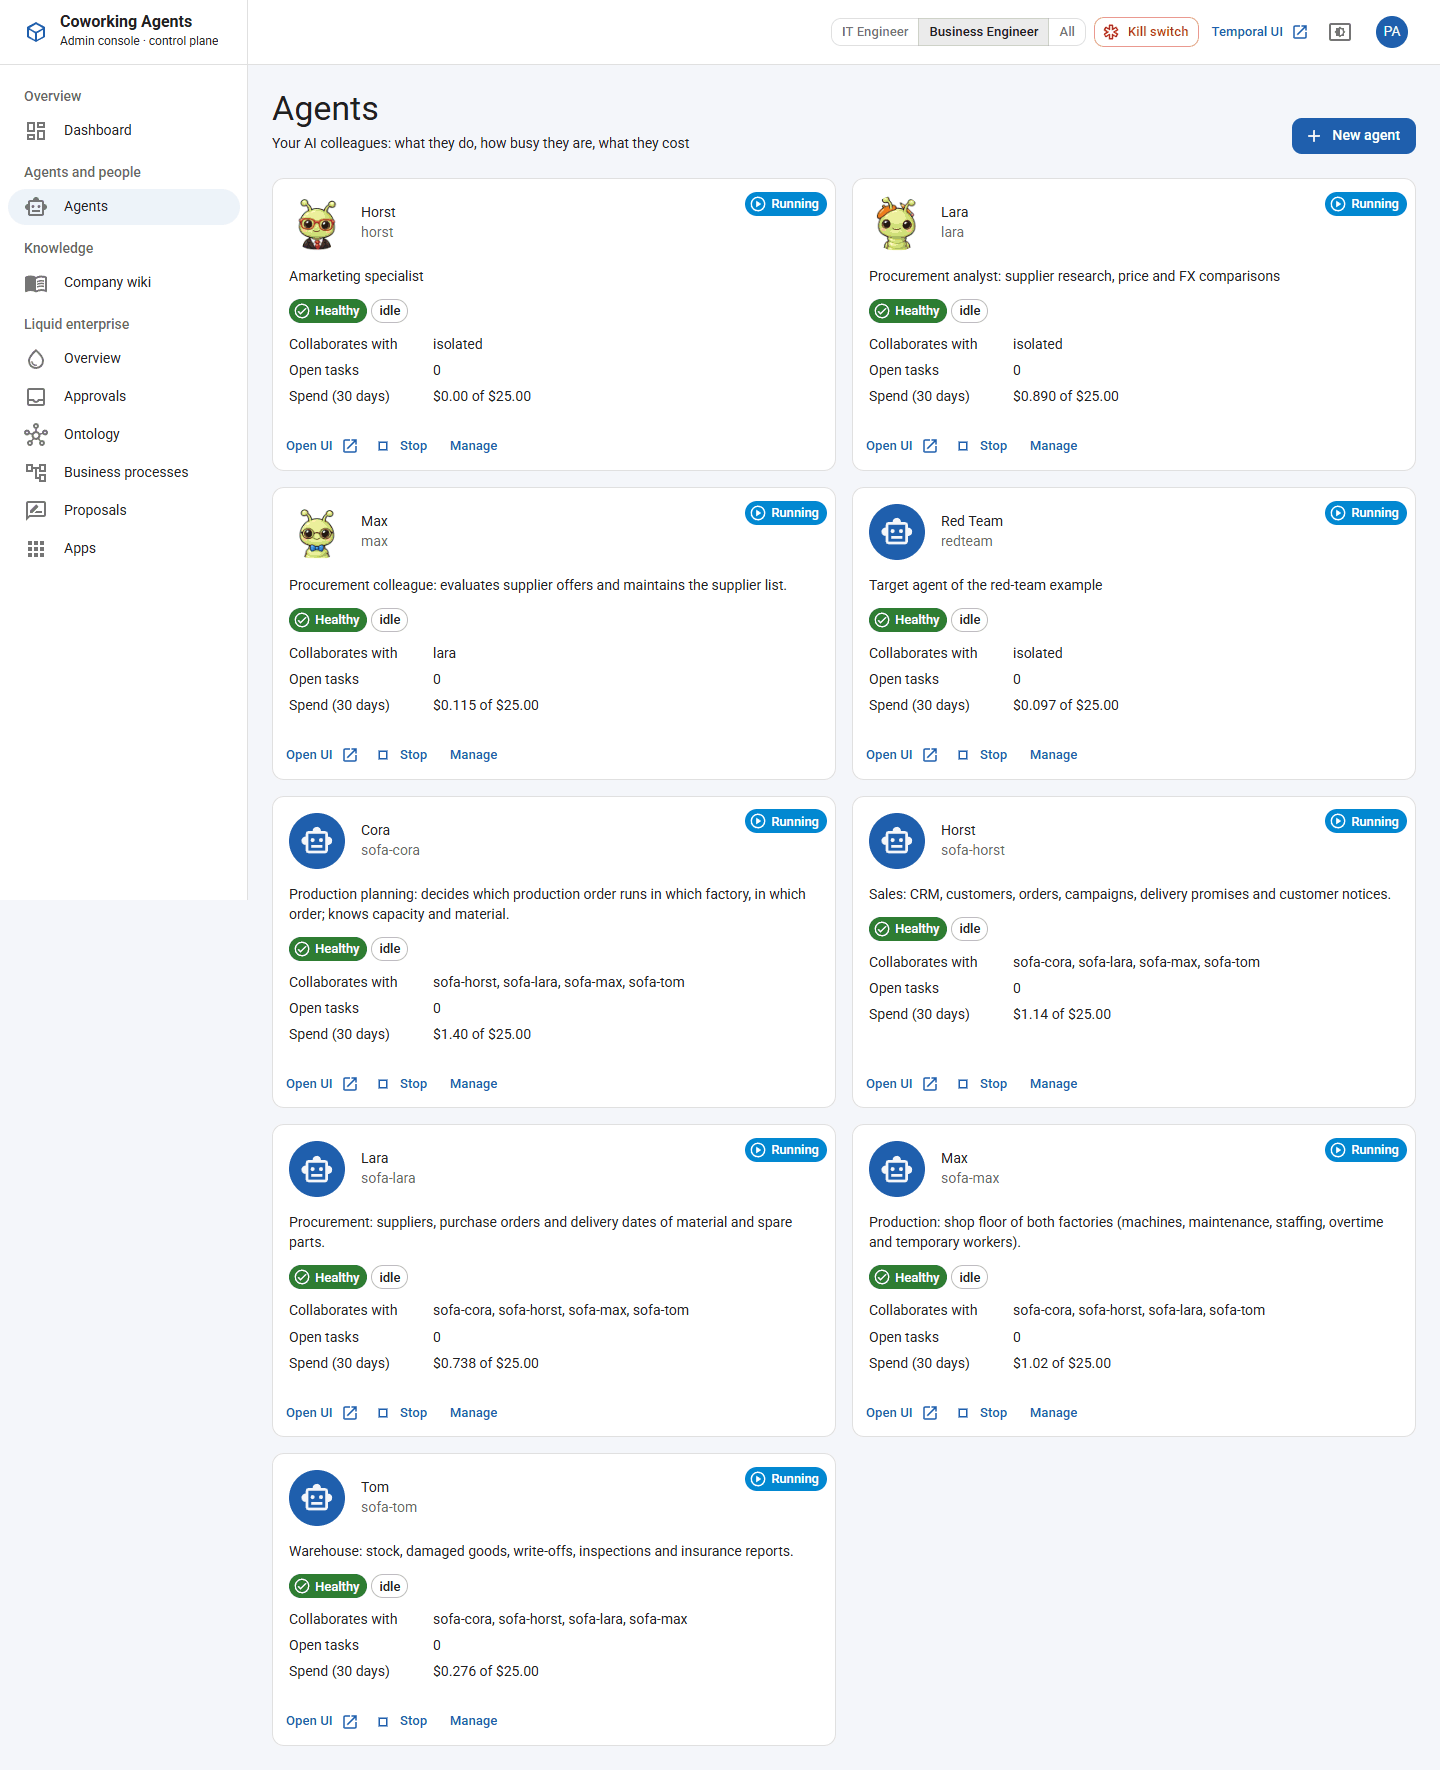 Coworking Agents
Admin console · control plane
IT Engineer
Business Engineer
All
Kill switch
Temporal UI
PA
Overview
Dashboard
Agents and people
Agents
Knowledge
Company wiki
Liquid enterprise
Overview
Approvals
Ontology
Business processes
Proposals
Apps
Agents
Your AI colleagues: what they do, how busy they are, what they cost
New agent
Horst
horst
Running
Amarketing specialist
Healthy idle
Collaborates with isolated
Open tasks 0
Spend (30 days) $0.00 of $25.00
Open UI Stop Manage
Lara
lara
Running
Procurement analyst: supplier research, price and FX comparisons
Healthy idle
Collaborates with isolated
Open tasks 0
Spend (30 days) $0.890 of $25.00
Open UI Stop Manage
Max
max
Running
Procurement colleague: evaluates supplier offers and maintains the supplier list.
Healthy idle
Collaborates with lara
Open tasks 0
Spend (30 days) $0.115 of $25.00
Open UI Stop Manage
Red Team
redteam
Running
Target agent of the red-team example
Healthy idle
Collaborates with isolated
Open tasks 0
Spend (30 days) $0.097 of $25.00
Open UI Stop Manage
Cora
sofa-cora
Running
Production planning: decides which production order runs in which factory, in which
order; knows capacity and material.
Healthy idle
Collaborates with sofa-horst, sofa-lara, sofa-max, sofa-tom
Open tasks 0
Spend (30 days) $1.40 of $25.00
Open UI Stop Manage
Horst
sofa-horst
Running
Sales: CRM, customers, orders, campaigns, delivery promises and customer notices.
Healthy idle
Collaborates with sofa-cora, sofa-lara, sofa-max, sofa-tom
Open tasks 0
Spend (30 days) $1.14 of $25.00
Open UI Stop Manage
Lara
sofa-lara
Running
Procurement: suppliers, purchase orders and delivery dates of material and spare
parts.
Healthy idle
Collaborates with sofa-cora, sofa-horst, sofa-max, sofa-tom
Open tasks 0
Spend (30 days) $0.738 of $25.00
Open UI Stop Manage
Max
sofa-max
Running
Production: shop floor of both factories (machines, maintenance, staffing, overtime
and temporary workers).
Healthy idle
Collaborates with sofa-cora, sofa-horst, sofa-lara, sofa-tom
Open tasks 0
Spend (30 days) $1.02 of $25.00
Open UI Stop Manage
Tom
sofa-tom
Running
Warehouse: stock, damaged goods, write-offs, inspections and insurance reports.
Healthy idle
Collaborates with sofa-cora, sofa-horst, sofa-lara, sofa-max
Open tasks 0
Spend (30 days) $0.276 of $25.00
Open UI Stop Manage